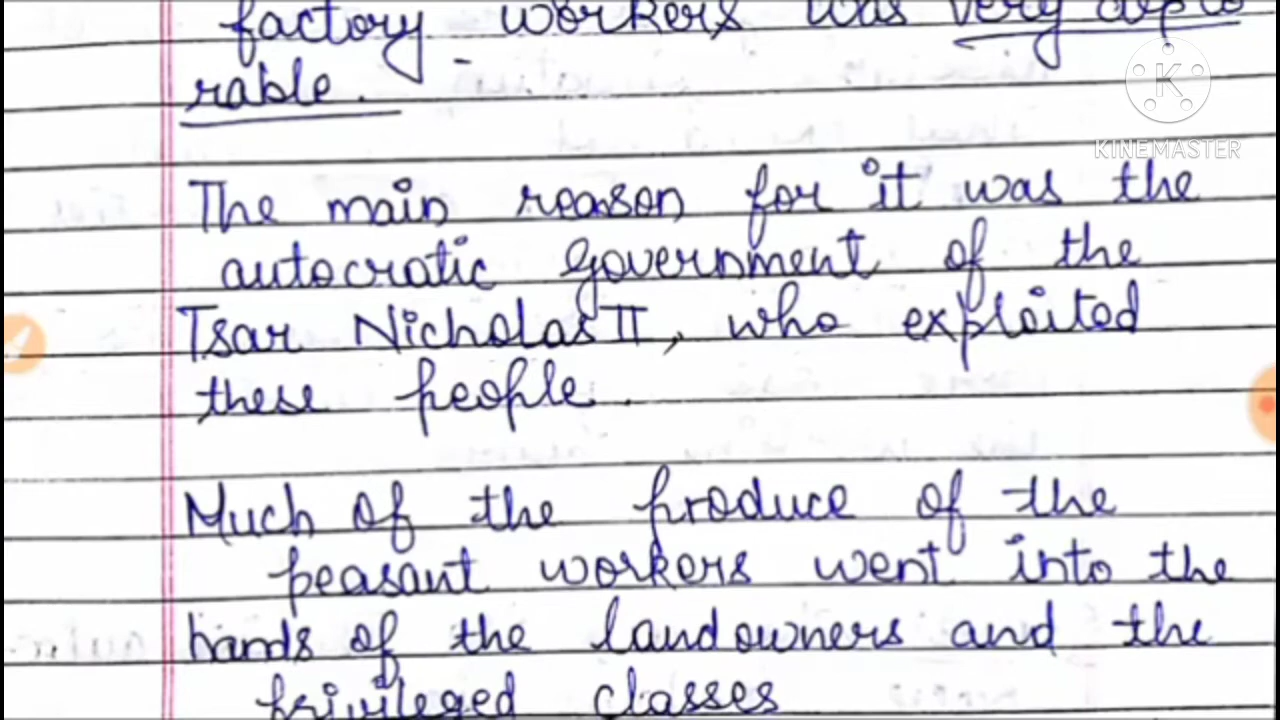 factory workers was very deplo
rable.
KINEMASTER
The main reason for it was the
autocratic government of the
Tsar Nicholas II, who exploited
these people.
Much of the produce of the
peasant workers went into the
hands of the landowners and the
privileged classes